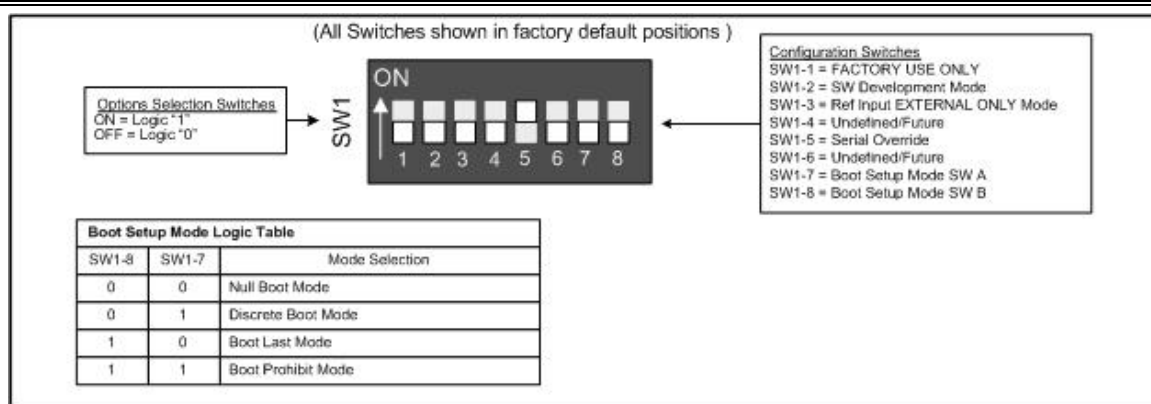 (All Switches shown in factory default positions )
Options Selection Switches
ON = Logic "1"
OFF = Logic "0"
SW1
ON
1 2 3 4 5 6 7 8
Configuration Switches
SW1-1 = FACTORY USE ONLY
SW1-2 = SW Development Mode
SW1-3 = Ref Input EXTERNAL ONLY Mode
SW1-4 = Undefined/Future
SW1-5 = Serial Override
SW1-6 = Undefined/Future
SW1-7 = Boot Setup Mode SW A
SW1-8 = Boot Setup Mode SW B
Boot Setup Mode Logic Table
SW1-8 SW1-7 Mode Selection
0 0 Null Boot Mode
0 1 Discrete Boot Mode
1 0 Boot Last Mode
1 1 Boot Prohibit Mode